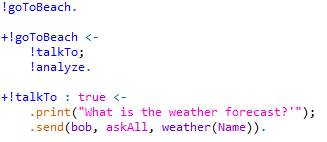 !goToBeach.
+!goToBeach <-
!talkTo;
!analyze.
+!talkTo : true <-
.print("What is the weather forecast?'");
.send(bob, askAll, weather(Name)).